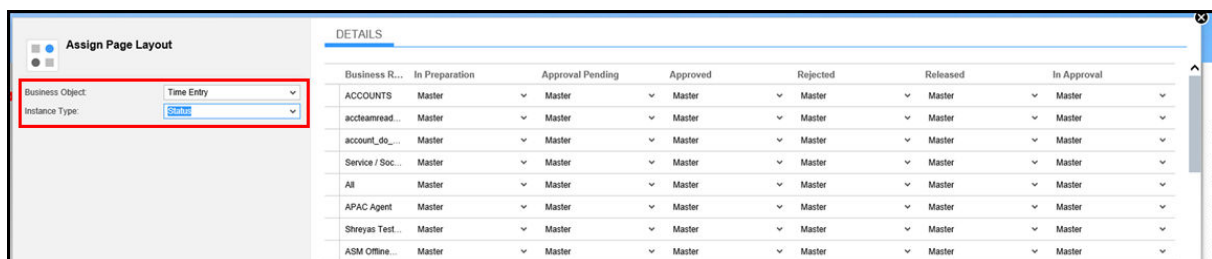 Assign Page Layout
Business Object: Time Entry
Instance Type: Status
DETAILS
Business R... In Preparation Approval Pending Approved Rejected Released In Approval
ACCOUNTS Master Master Master Master Master Master
accteamread... Master Master Master Master Master Master
account_do_... Master Master Master Master Master Master
Service / Soc... Master Master Master Master Master Master
All Master Master Master Master Master Master
APAC Agent Master Master Master Master Master Master
Shreyas Test... Master Master Master Master Master Master
ASM Offline... Master Master Master Master Master Master